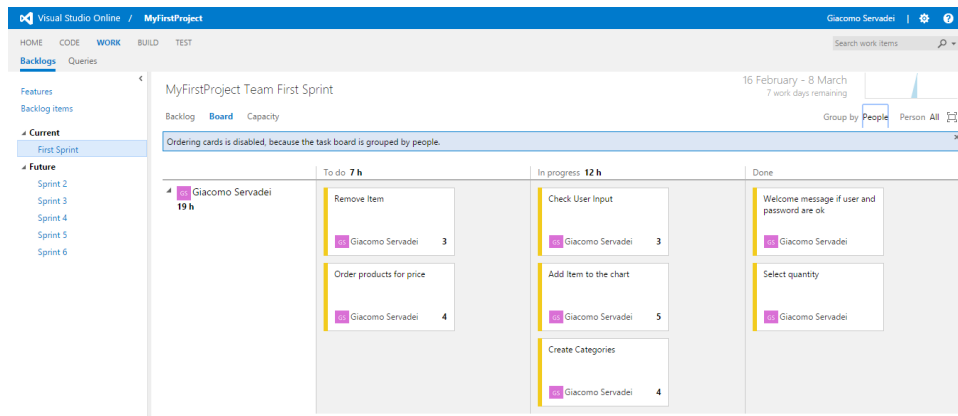 Visual Studio Online / MyFirstProject
Giacomo Servadei | ?
HOME CODE WORK BUILD TEST
Search work items
Backlogs Queries
Features
Backlog items
Current
First Sprint
Future
Sprint 2
Sprint 3
Sprint 4
Sprint 5
Sprint 6
MyFirstProject Team First Sprint
16 February - 8 March
7 work days remaining
Backlog Board Capacity
Group by People Person All
Ordering cards is disabled, because the task board is grouped by people.
To do 7 h
In progress 12 h
Done
GS Giacomo Servadei
19 h
Remove Item
GS Giacomo Servadei 3
Order products for price
GS Giacomo Servadei 4
Check User Input
GS Giacomo Servadei 3
Add Item to the chart
GS Giacomo Servadei 5
Create Categories
GS Giacomo Servadei 4
Welcome message if user and
password are ok
GS Giacomo Servadei
Select quantity
GS Giacomo Servadei